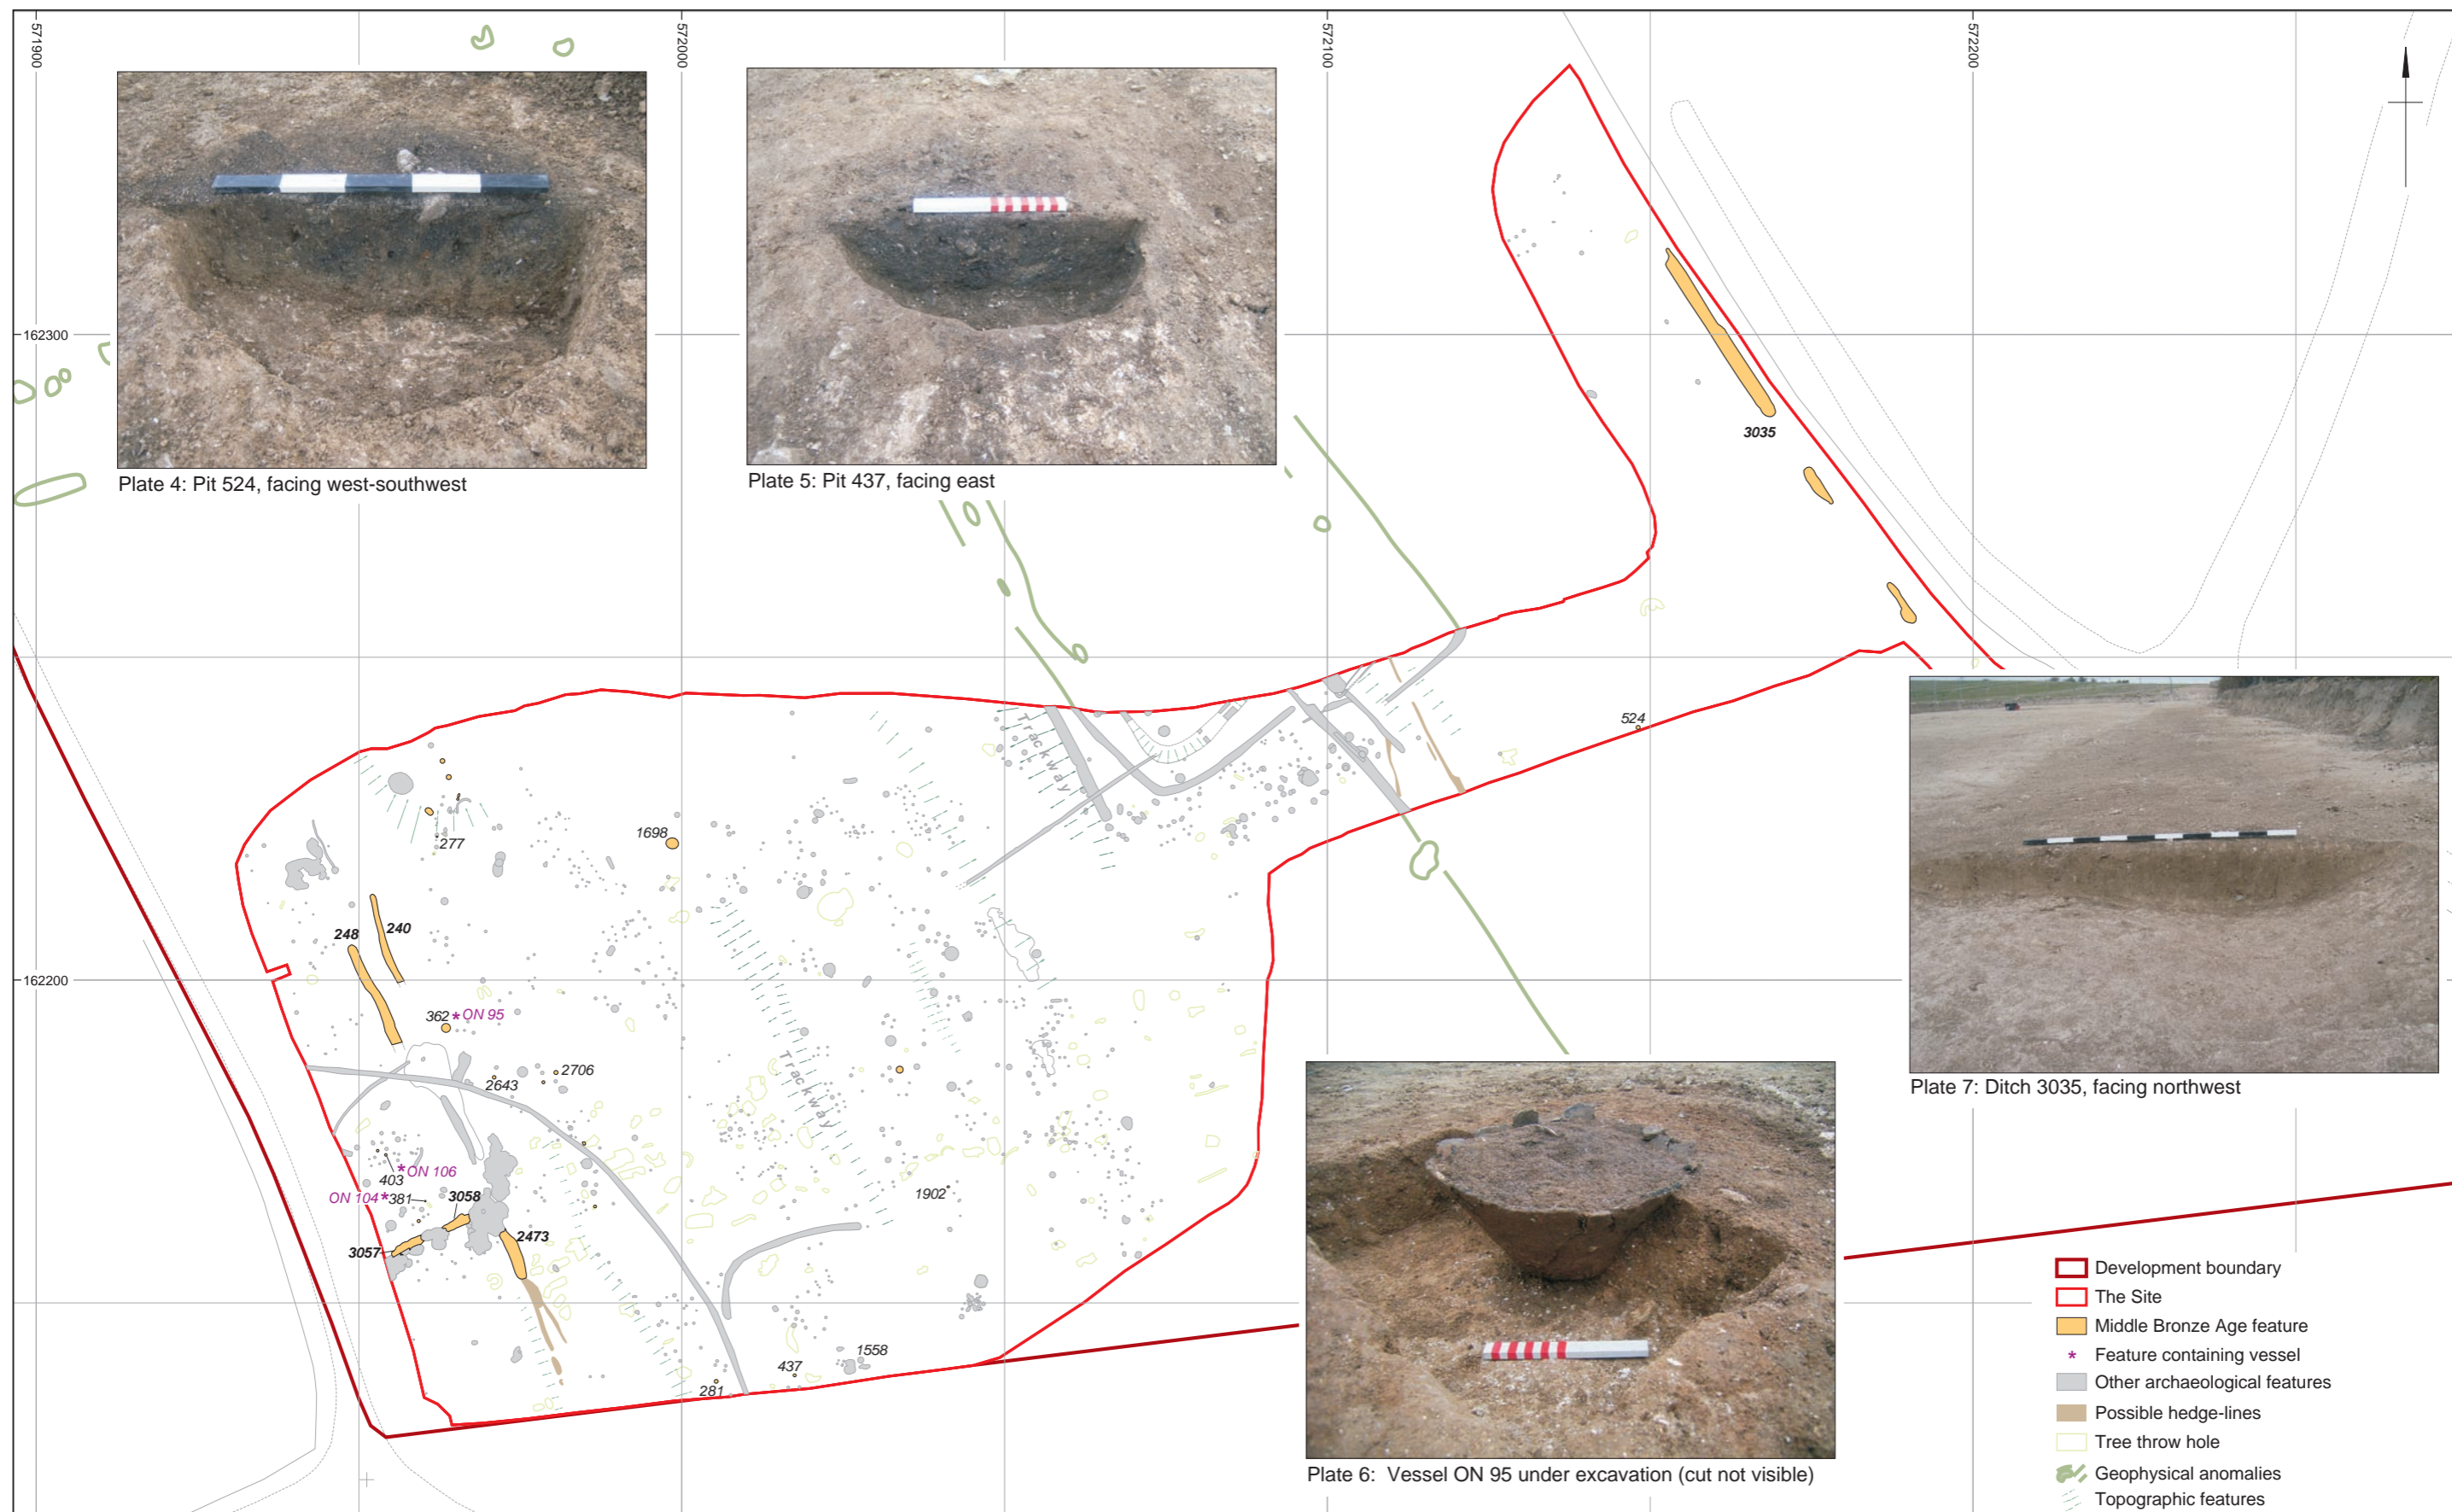 571900
572000
572100
572200
162300
162200
Plate 4: Pit 524, facing west-southwest
Plate 5: Pit 437, facing east
3035
524
Trackway
277
1698
240
248
362
* ON 95
2643
2706
Trackway
* ON 106
403
ON 104 *
381
3058
3057
2473
1902
437
1558
281
Plate 7: Ditch 3035, facing northwest
Plate 6: Vessel ON 95 under excavation (cut not visible)
Development boundary
The Site
Middle Bronze Age feature
* Feature containing vessel
Other archaeological features
Possible hedge-lines
Tree throw hole
Geophysical anomalies
Topographic features